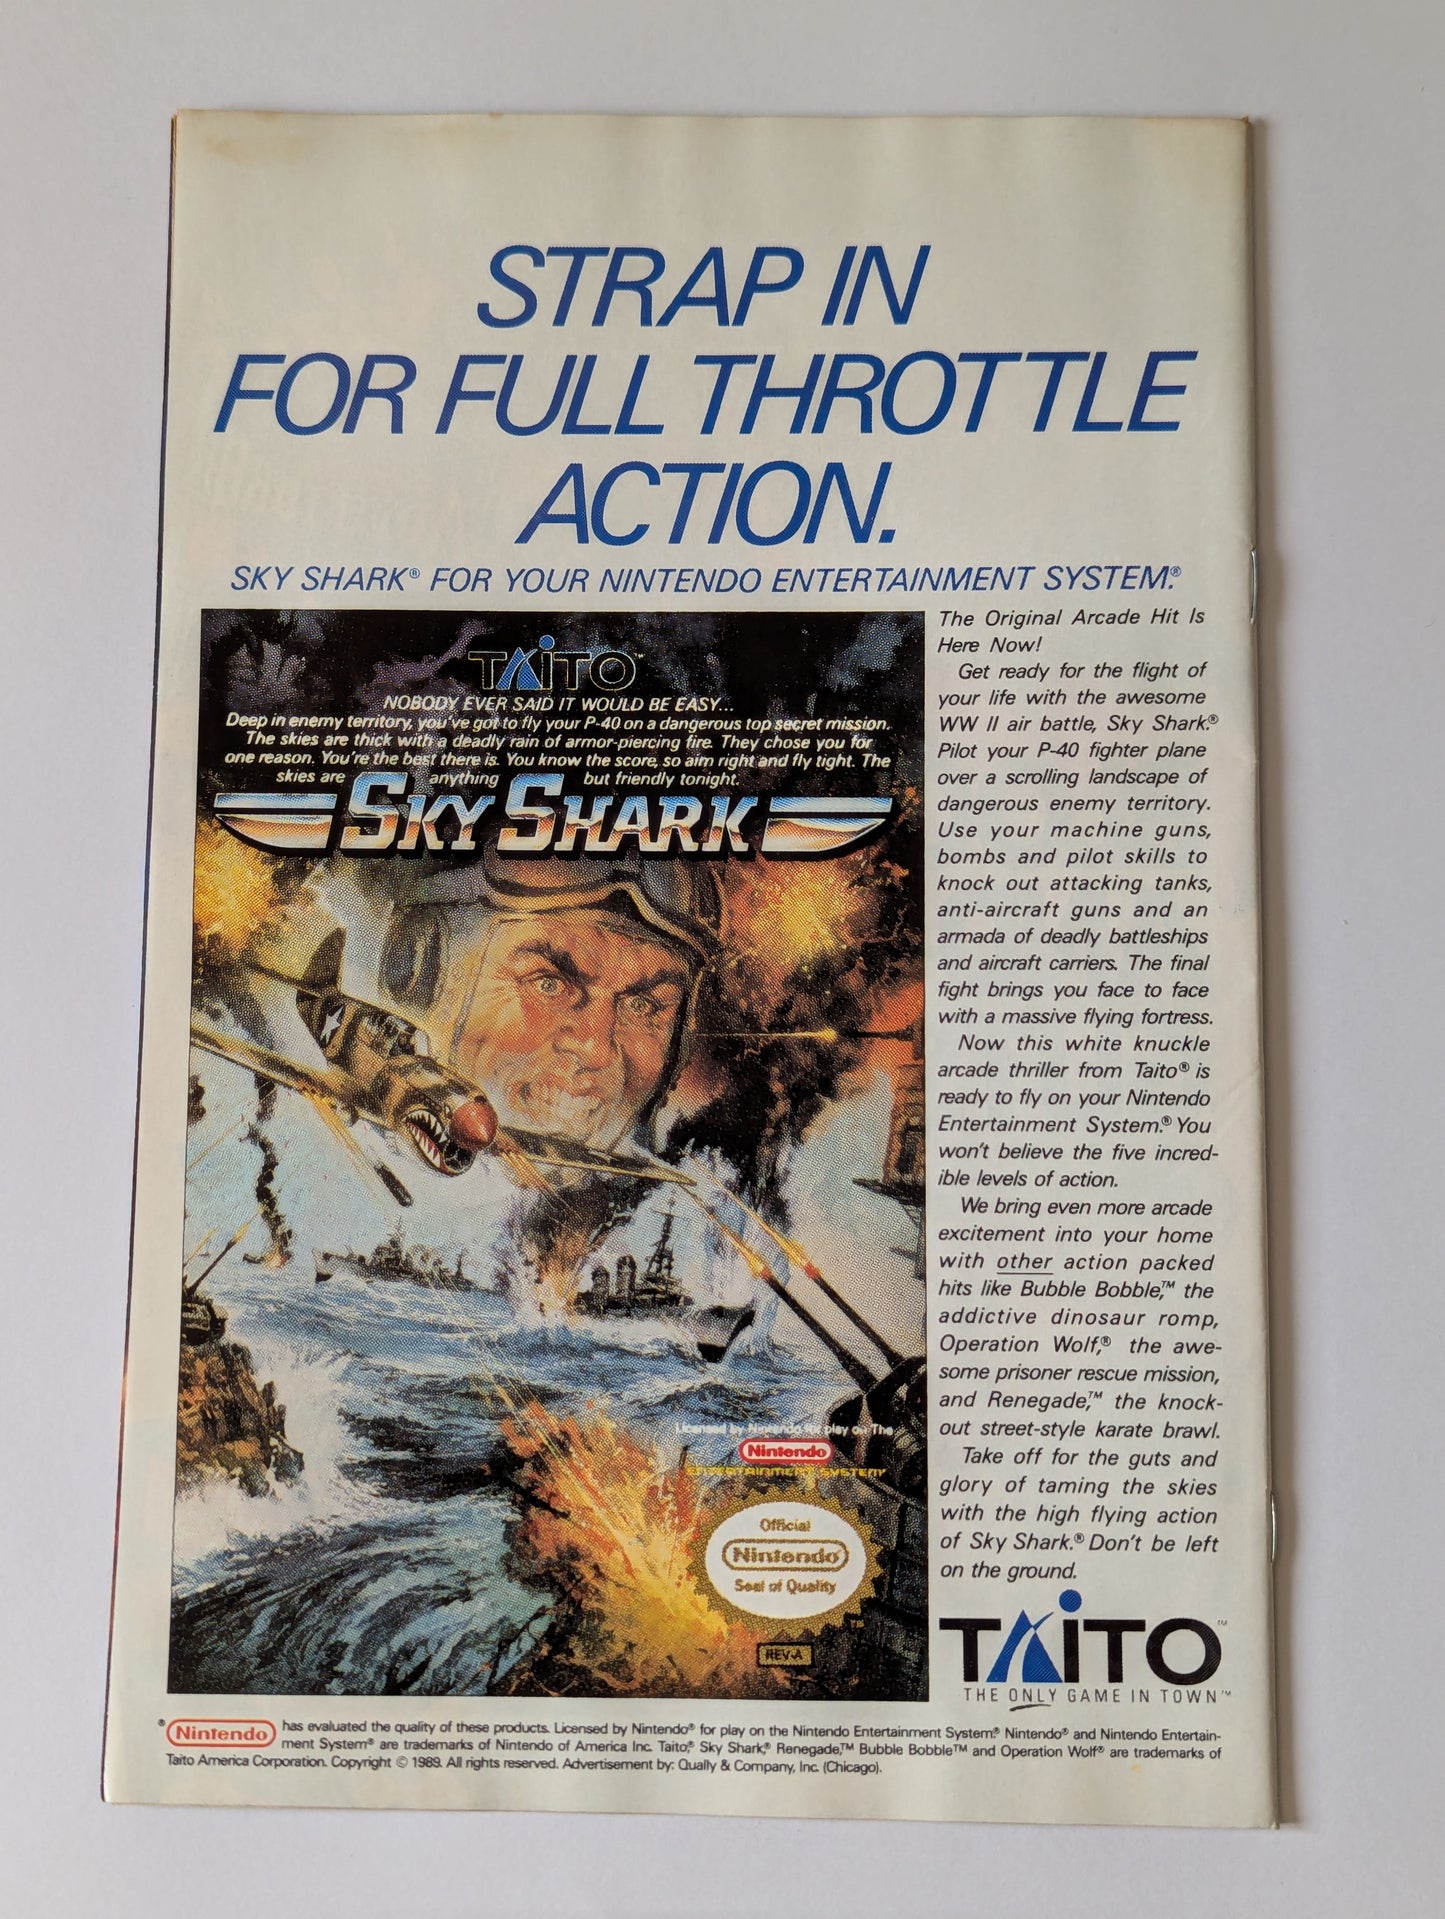 STRAP IN
FOR FULL THROTTLE
ACTION.
SKY SHARK® FOR YOUR NINTENDO ENTERTAINMENT SYSTEM.®
TAITO™
NOBODY EVER SAID IT WOULD BE EASY...
Deep in enemy territory, you've got to fly your P-40 on a dangerous top secret mission.
The skies are thick with a deadly rain of armor-piercing fire. They chose you for
one reason. You're the best there is. You know the score, so aim right and fly tight. The
skies are anything but friendly tonight.
SKY SHARK
Licensed by Nintendo for play on The
Nintendo
ENTERTAINMENT SYSTEM
Official
Nintendo
Seal of Quality
REV-A
The Original Arcade Hit Is
Here Now!
Get ready for the flight of
your life with the awesome
WW II air battle, Sky Shark.®
Pilot your P-40 fighter plane
over a scrolling landscape of
dangerous enemy territory.
Use your machine guns,
bombs and pilot skills to
knock out attacking tanks,
anti-aircraft guns and an
armada of deadly battleships
and aircraft carriers. The final
fight brings you face to face
with a massive flying fortress.
Now this white knuckle
arcade thriller from Taito® is
ready to fly on your Nintendo
Entertainment System.® You
won't believe the five incred-
ible levels of action.
We bring even more arcade
excitement into your home
with other action packed
hits like Bubble Bobble,™ the
addictive dinosaur romp,
Operation Wolf,® the awe-
some prisoner rescue mission,
and Renegade,™ the knock-
out street-style karate brawl.
Take off for the guts and
glory of taming the skies
with the high flying action
of Sky Shark.® Don't be left
on the ground.
TAITO™
THE ONLY GAME IN TOWN™
® Nintendo has evaluated the quality of these products. Licensed by Nintendo® for play on the Nintendo Entertainment System.® Nintendo® and Nintendo Entertain-
ment System® are trademarks of Nintendo of America Inc. Taito,® Sky Shark,® Renegade,™ Bubble Bobble™ and Operation Wolf® are trademarks of
Taito America Corporation. Copyright © 1989. All rights reserved. Advertisement by: Qually & Company, Inc. (Chicago).